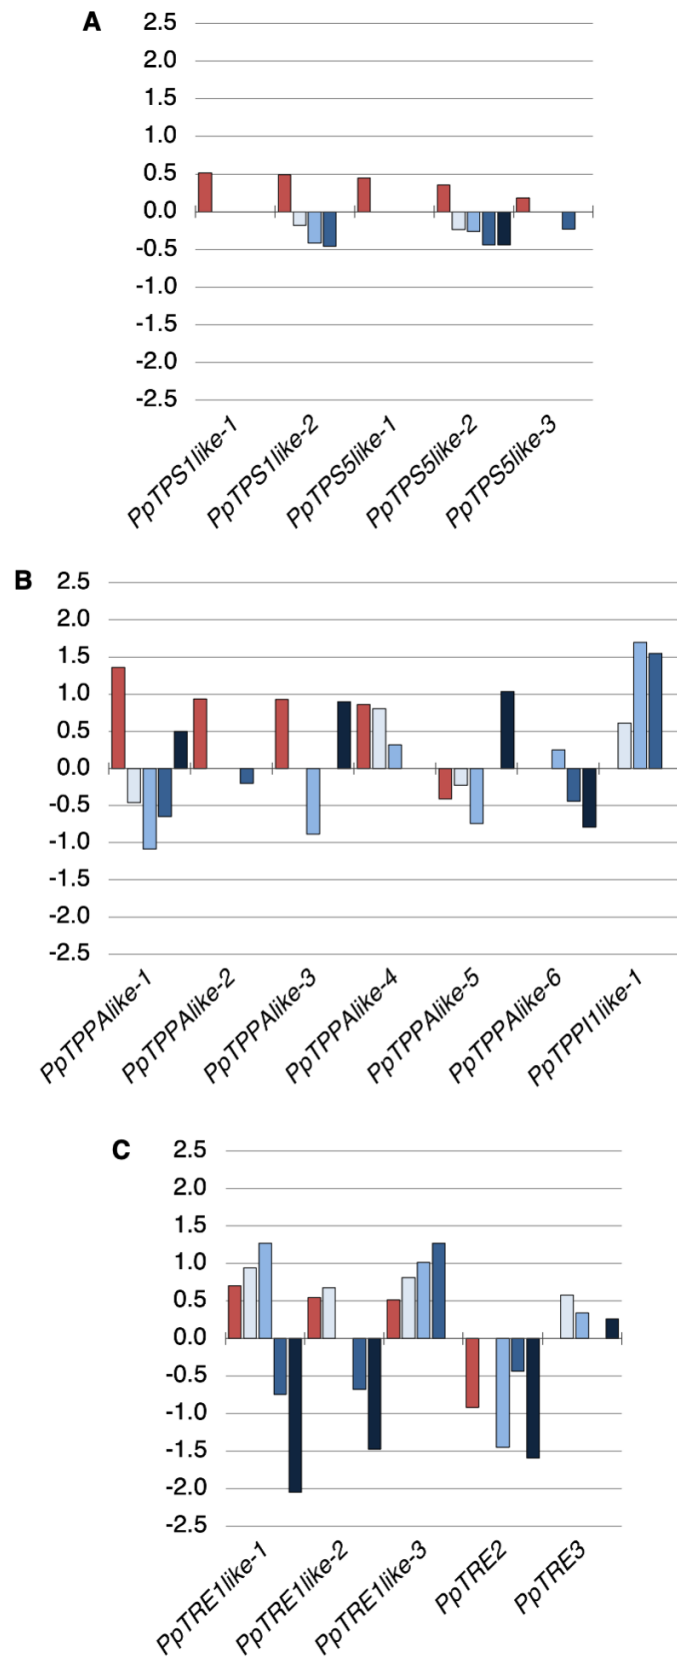 A
2.5
2.0
1.5
1.0
0.5
0.0
-0.5
-1.0
-1.5
-2.0
-2.5
PpTPS1like-1
PpTPS1like-2
PpTPS5like-1
PpTPS5like-2
PpTPS5like-3
B
2.5
2.0
1.5
1.0
0.5
0.0
-0.5
-1.0
-1.5
-2.0
-2.5
PpTPPAlike-1
PpTPPAlike-2
PpTPPAlike-3
PpTPPAlike-4
PpTPPAlike-5
PpTPPAlike-6
PpTPPI1like-1
C
2.5
2.0
1.5
1.0
0.5
0.0
-0.5
-1.0
-1.5
-2.0
-2.5
PpTRE1like-1
PpTRE1like-2
PpTRE1like-3
PpTRE2
PpTRE3